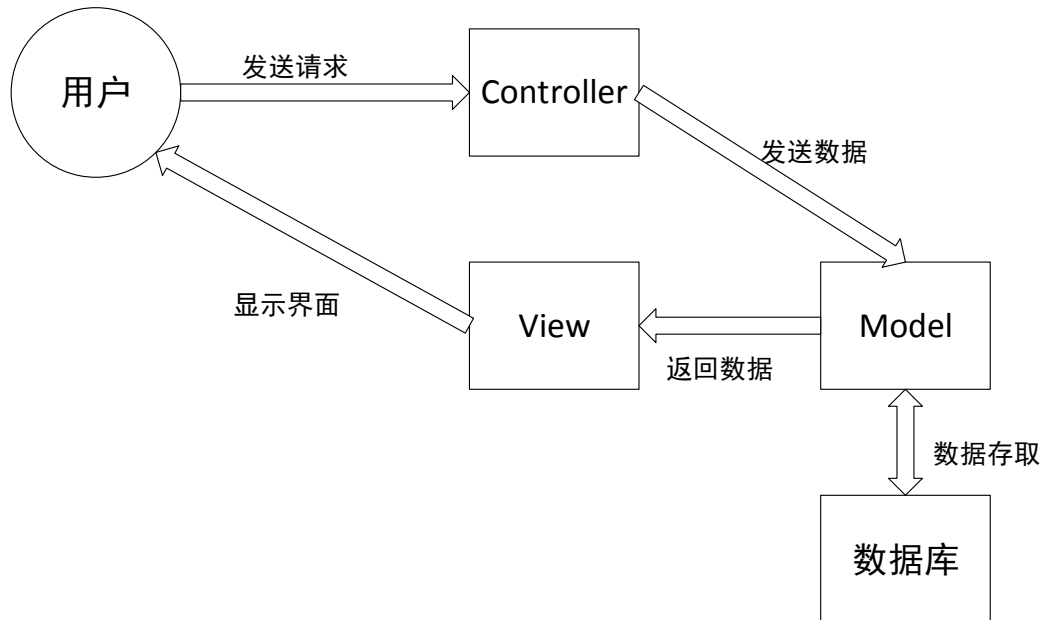 用户
发送请求
Controller
发送数据
显示界面
View
返回数据
Model
数据存取
数据库